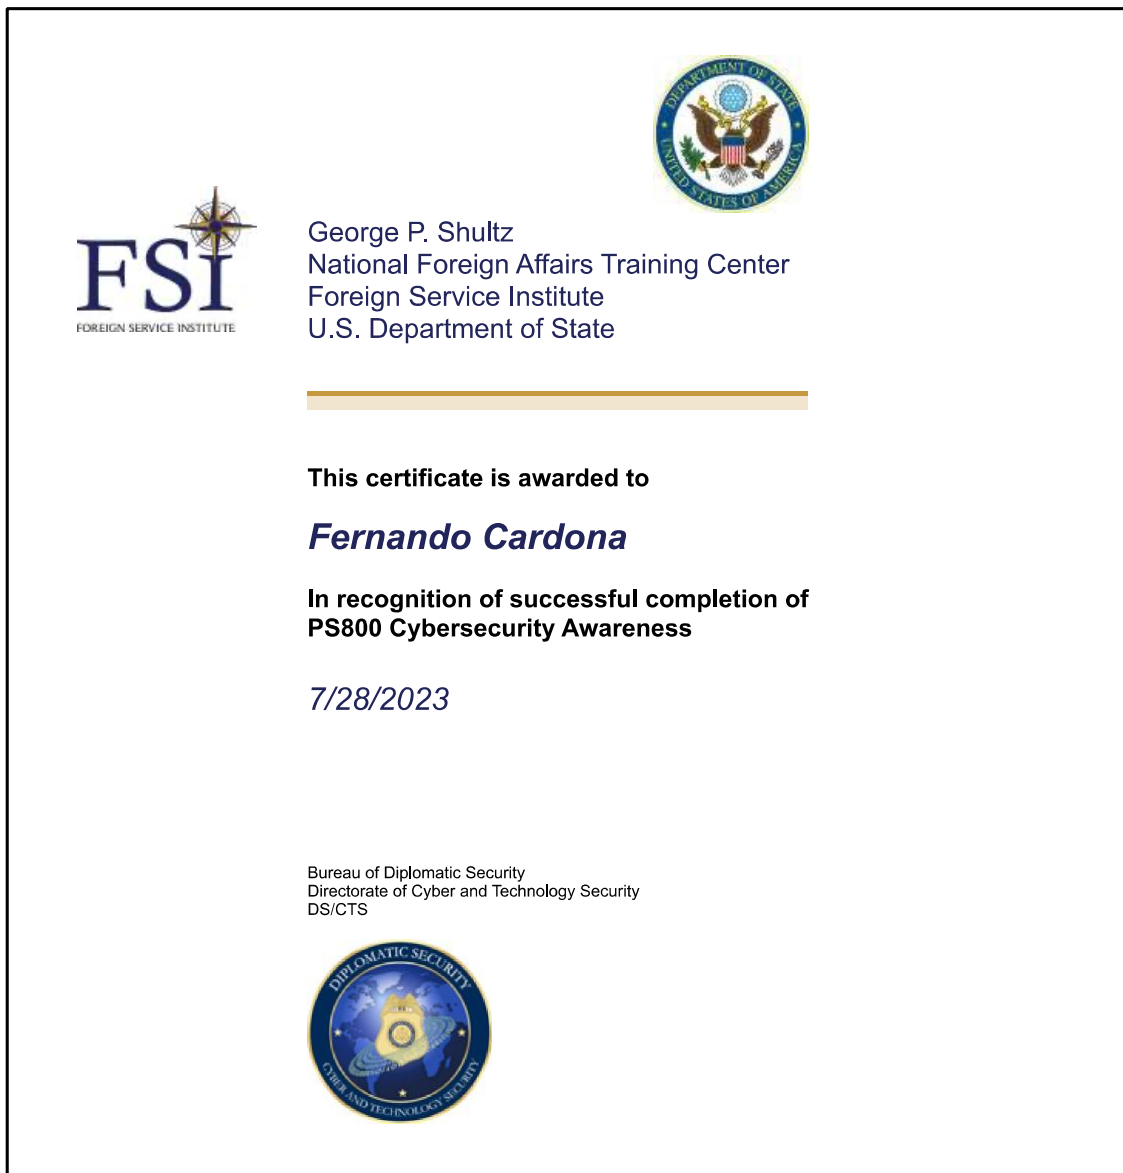 DEPARTMENT OF STATE
UNITED STATES OF AMERICA
FSI
FOREIGN SERVICE INSTITUTE
George P. Shultz
National Foreign Affairs Training Center
Foreign Service Institute
U.S. Department of State
This certificate is awarded to
Fernando Cardona
In recognition of successful completion of
PS800 Cybersecurity Awareness
7/28/2023
Bureau of Diplomatic Security
Directorate of Cyber and Technology Security
DS/CTS
DIPLOMATIC SECURITY
CYBER AND TECHNOLOGY SECURITY